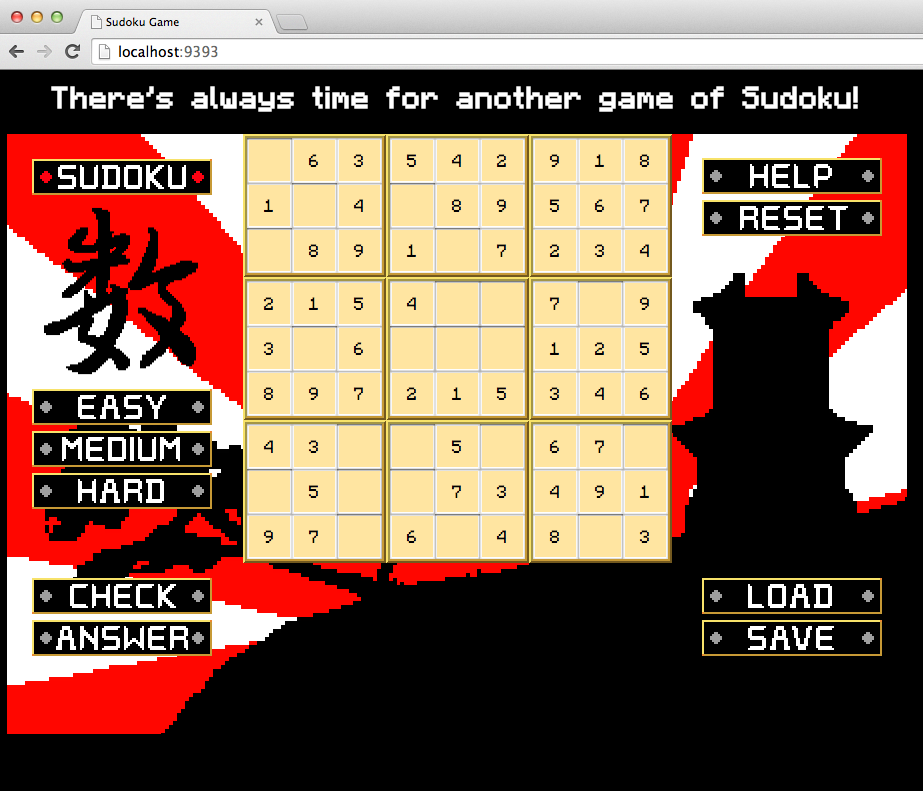 Sudoku Game
localhost:9393
There's always time for another game of Sudoku!
SUDOKU
数
EASY
MEDIUM
HARD
CHECK
ANSWER
6 3 5 4 2 9 1 8
1 4 8 9 5 6 7
8 9 1 7 2 3 4
2 1 5 4 7 9
3 6 1 2 5
8 9 7 2 1 5 3 4 6
4 3 5 6 7
5 7 3 4 9 1
9 7 6 4 8 3
HELP
RESET
LOAD
SAVE